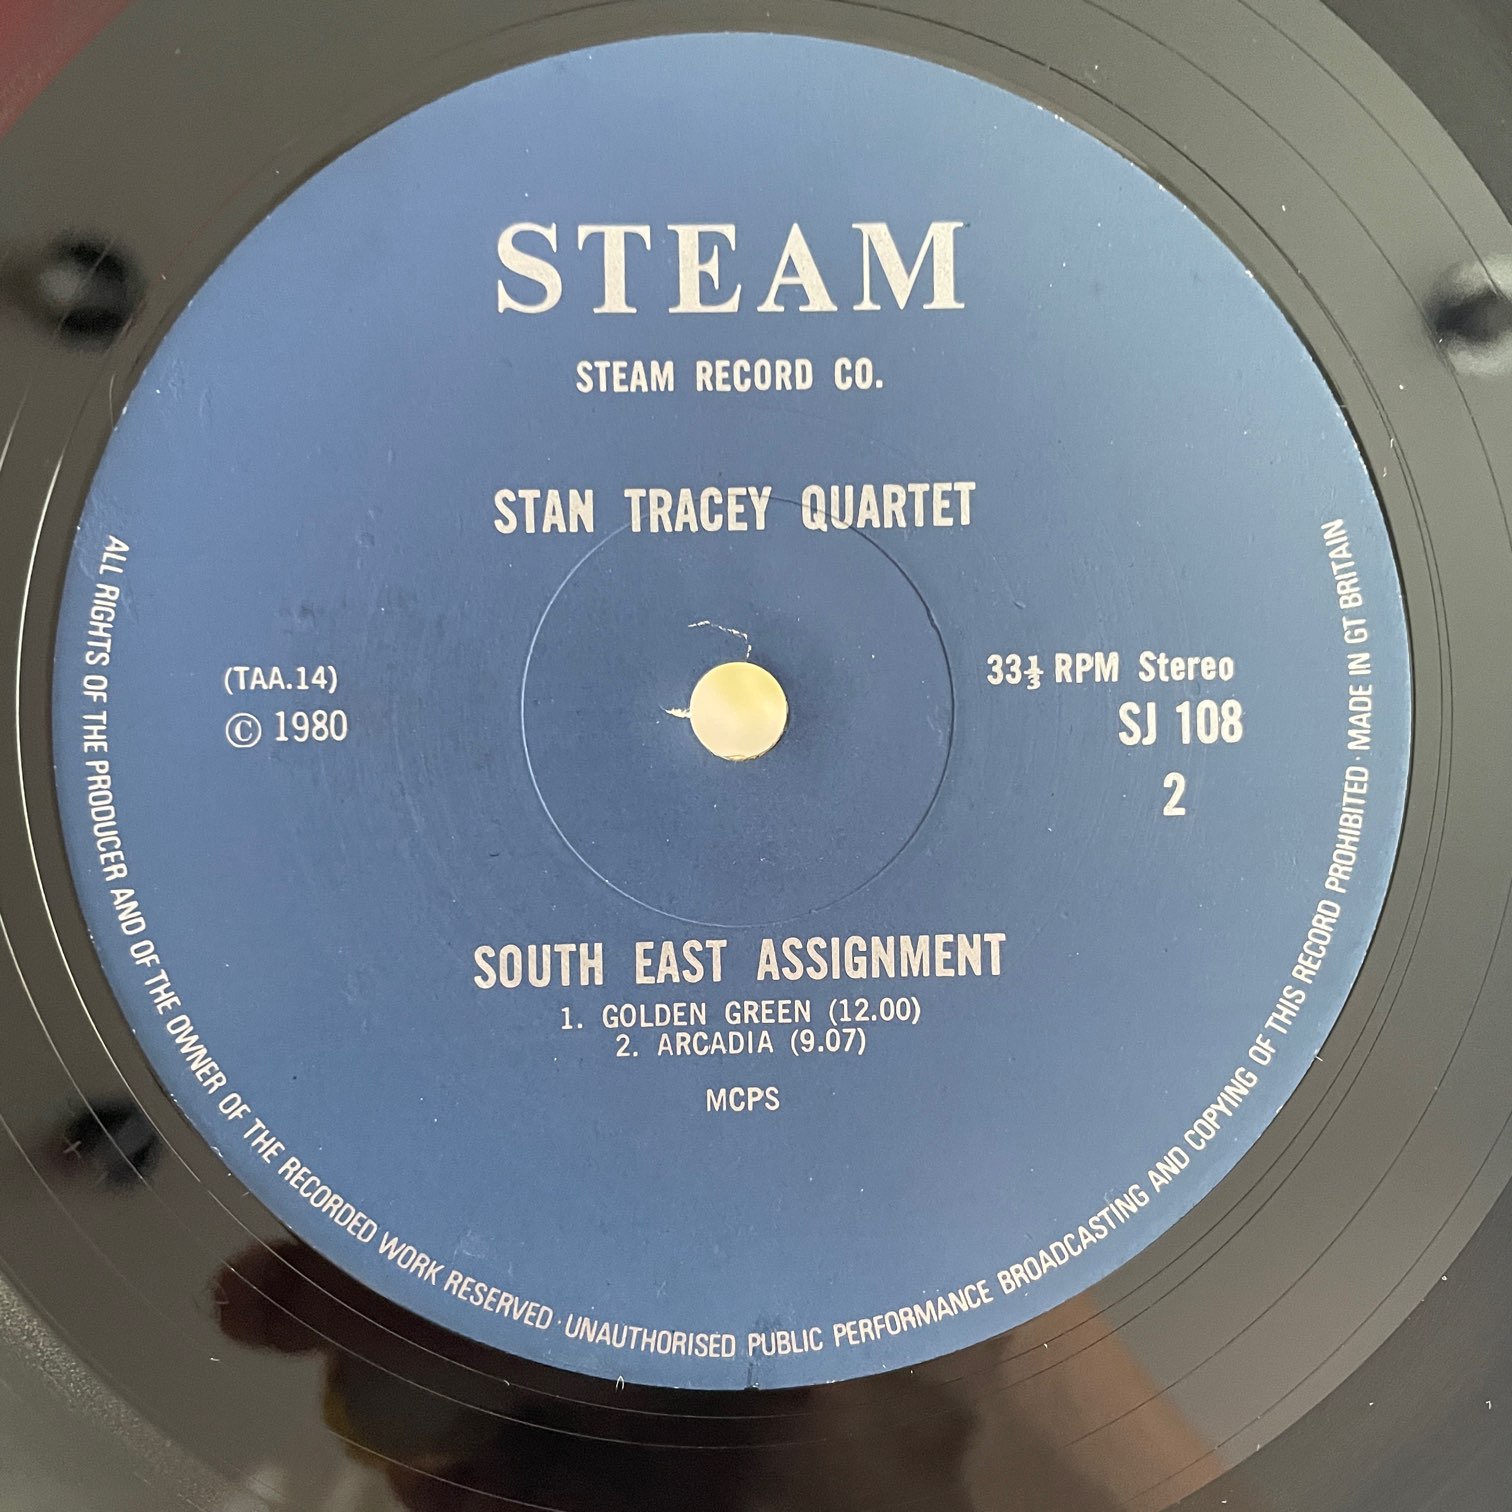 STEAM
STEAM RECORD CO.
STAN TRACEY QUARTET
(TAA.14)
© 1980
33⅓ RPM Stereo
SJ 108
2
SOUTH EAST ASSIGNMENT
1. GOLDEN GREEN (12.00)
2. ARCADIA (9.07)
MCPS
ALL RIGHTS OF THE PRODUCER AND OF THE OWNER OF THE RECORDED WORK RESERVED · UNAUTHORISED PUBLIC PERFORMANCE BROADCASTING AND COPYING OF THIS RECORD PROHIBITED · MADE IN GT BRITAIN